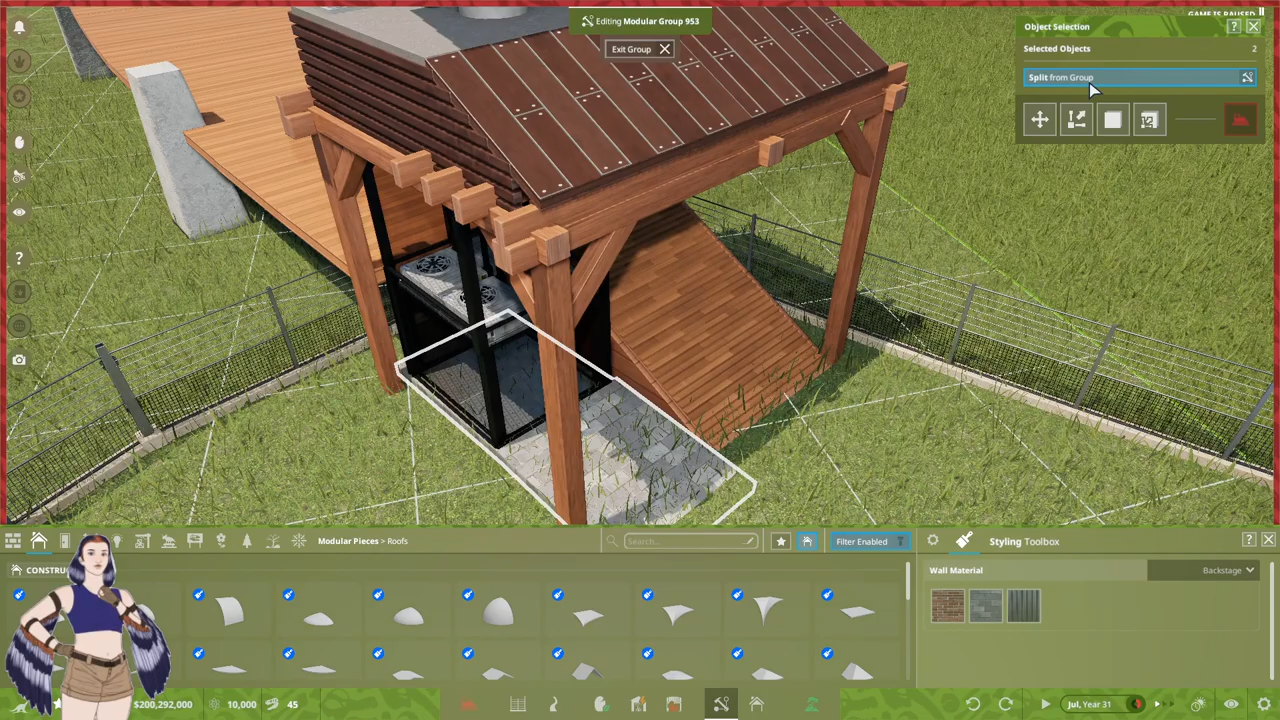 GAME IS PAUSED
Editing Modular Group 953
Exit Group
Object Selection
?
Selected Objects 2
Split from Group
12
?
Modular Pieces > Roofs
Search...
Filter Enabled
Styling Toolbox
?
CONSTRU
Wall Material
Backstage
$200,292,000
10,000
45
Jul, Year 31